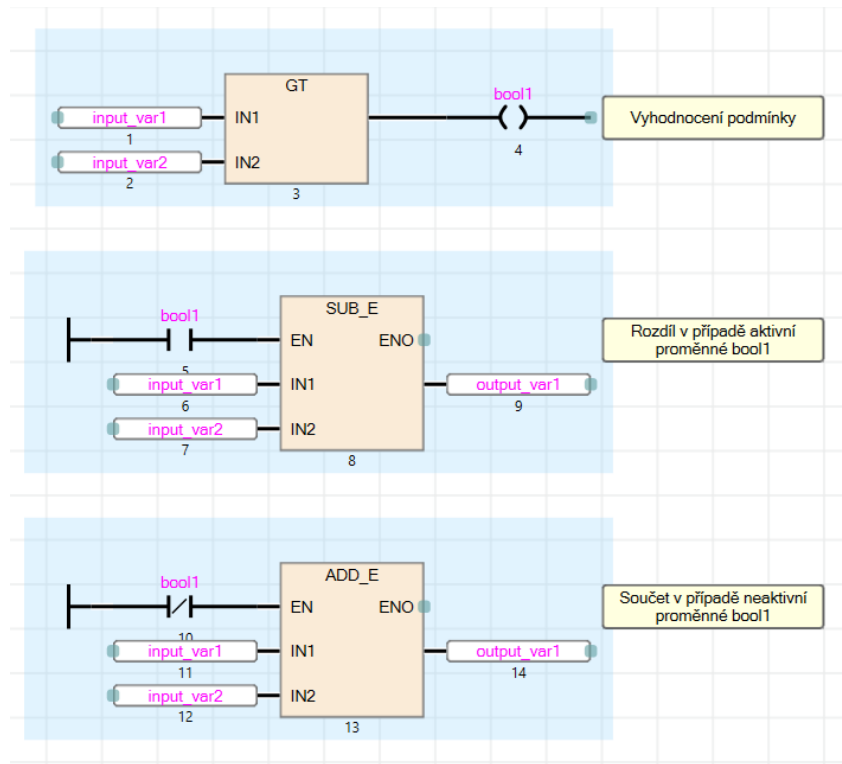 GT
bool1
input_var1
IN1
Vyhodnocení podmínky
1
4
input_var2
IN2
2
3
SUB_E
bool1
EN
ENO
Rozdíl v případě aktivní
proměnné bool1
5
input_var1
IN1
output_var1
6
9
input_var2
IN2
7
8
ADD_E
bool1
EN
ENO
Součet v případě neaktivní
proměnné bool1
10
input_var1
IN1
output_var1
11
14
input_var2
IN2
12
13